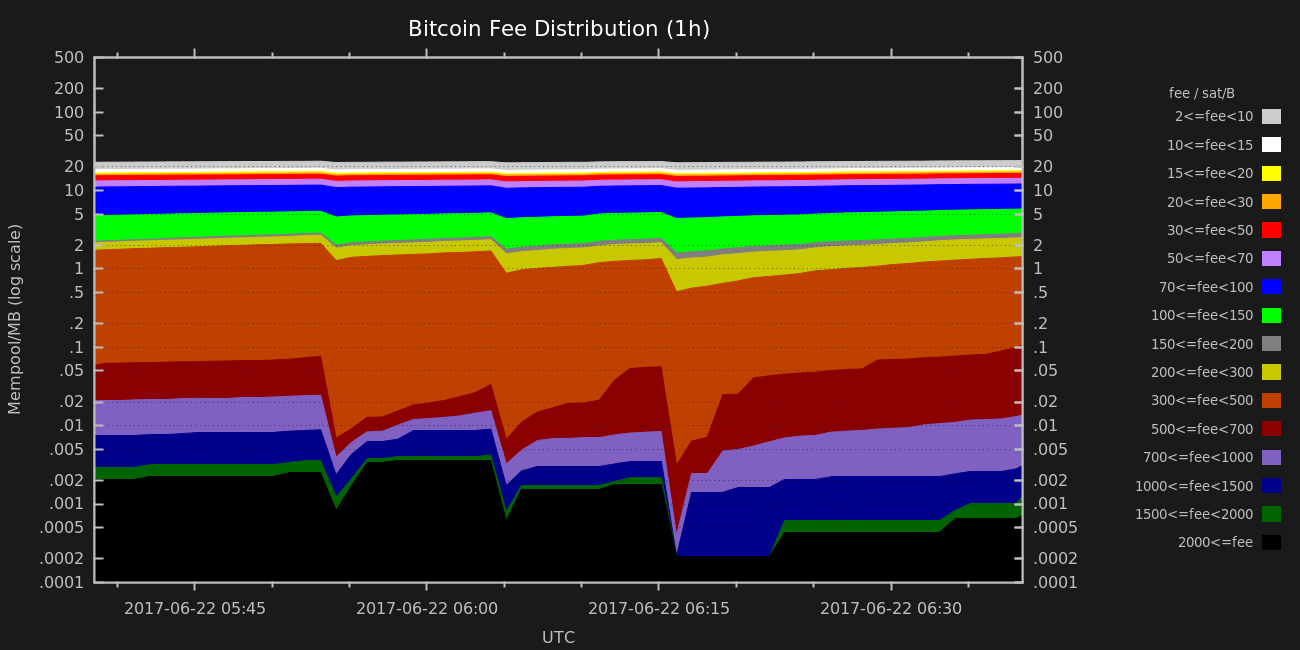 Bitcoin Fee Distribution (1h)
500 500
200 200
100 100
50 50
20 20
10 10
5 5
2 2
1 1
.5 .5
.2 .2
.1 .1
.05 .05
.02 .02
.01 .01
.005 .005
.002 .002
.001 .001
.0005 .0005
.0002 .0002
.0001 .0001
Mempool/MB (log scale)
2017-06-22 05:45 2017-06-22 06:00 2017-06-22 06:15 2017-06-22 06:30
UTC
fee / sat/B
2<=fee<10
10<=fee<15
15<=fee<20
20<=fee<30
30<=fee<50
50<=fee<70
70<=fee<100
100<=fee<150
150<=fee<200
200<=fee<300
300<=fee<500
500<=fee<700
700<=fee<1000
1000<=fee<1500
1500<=fee<2000
2000<=fee